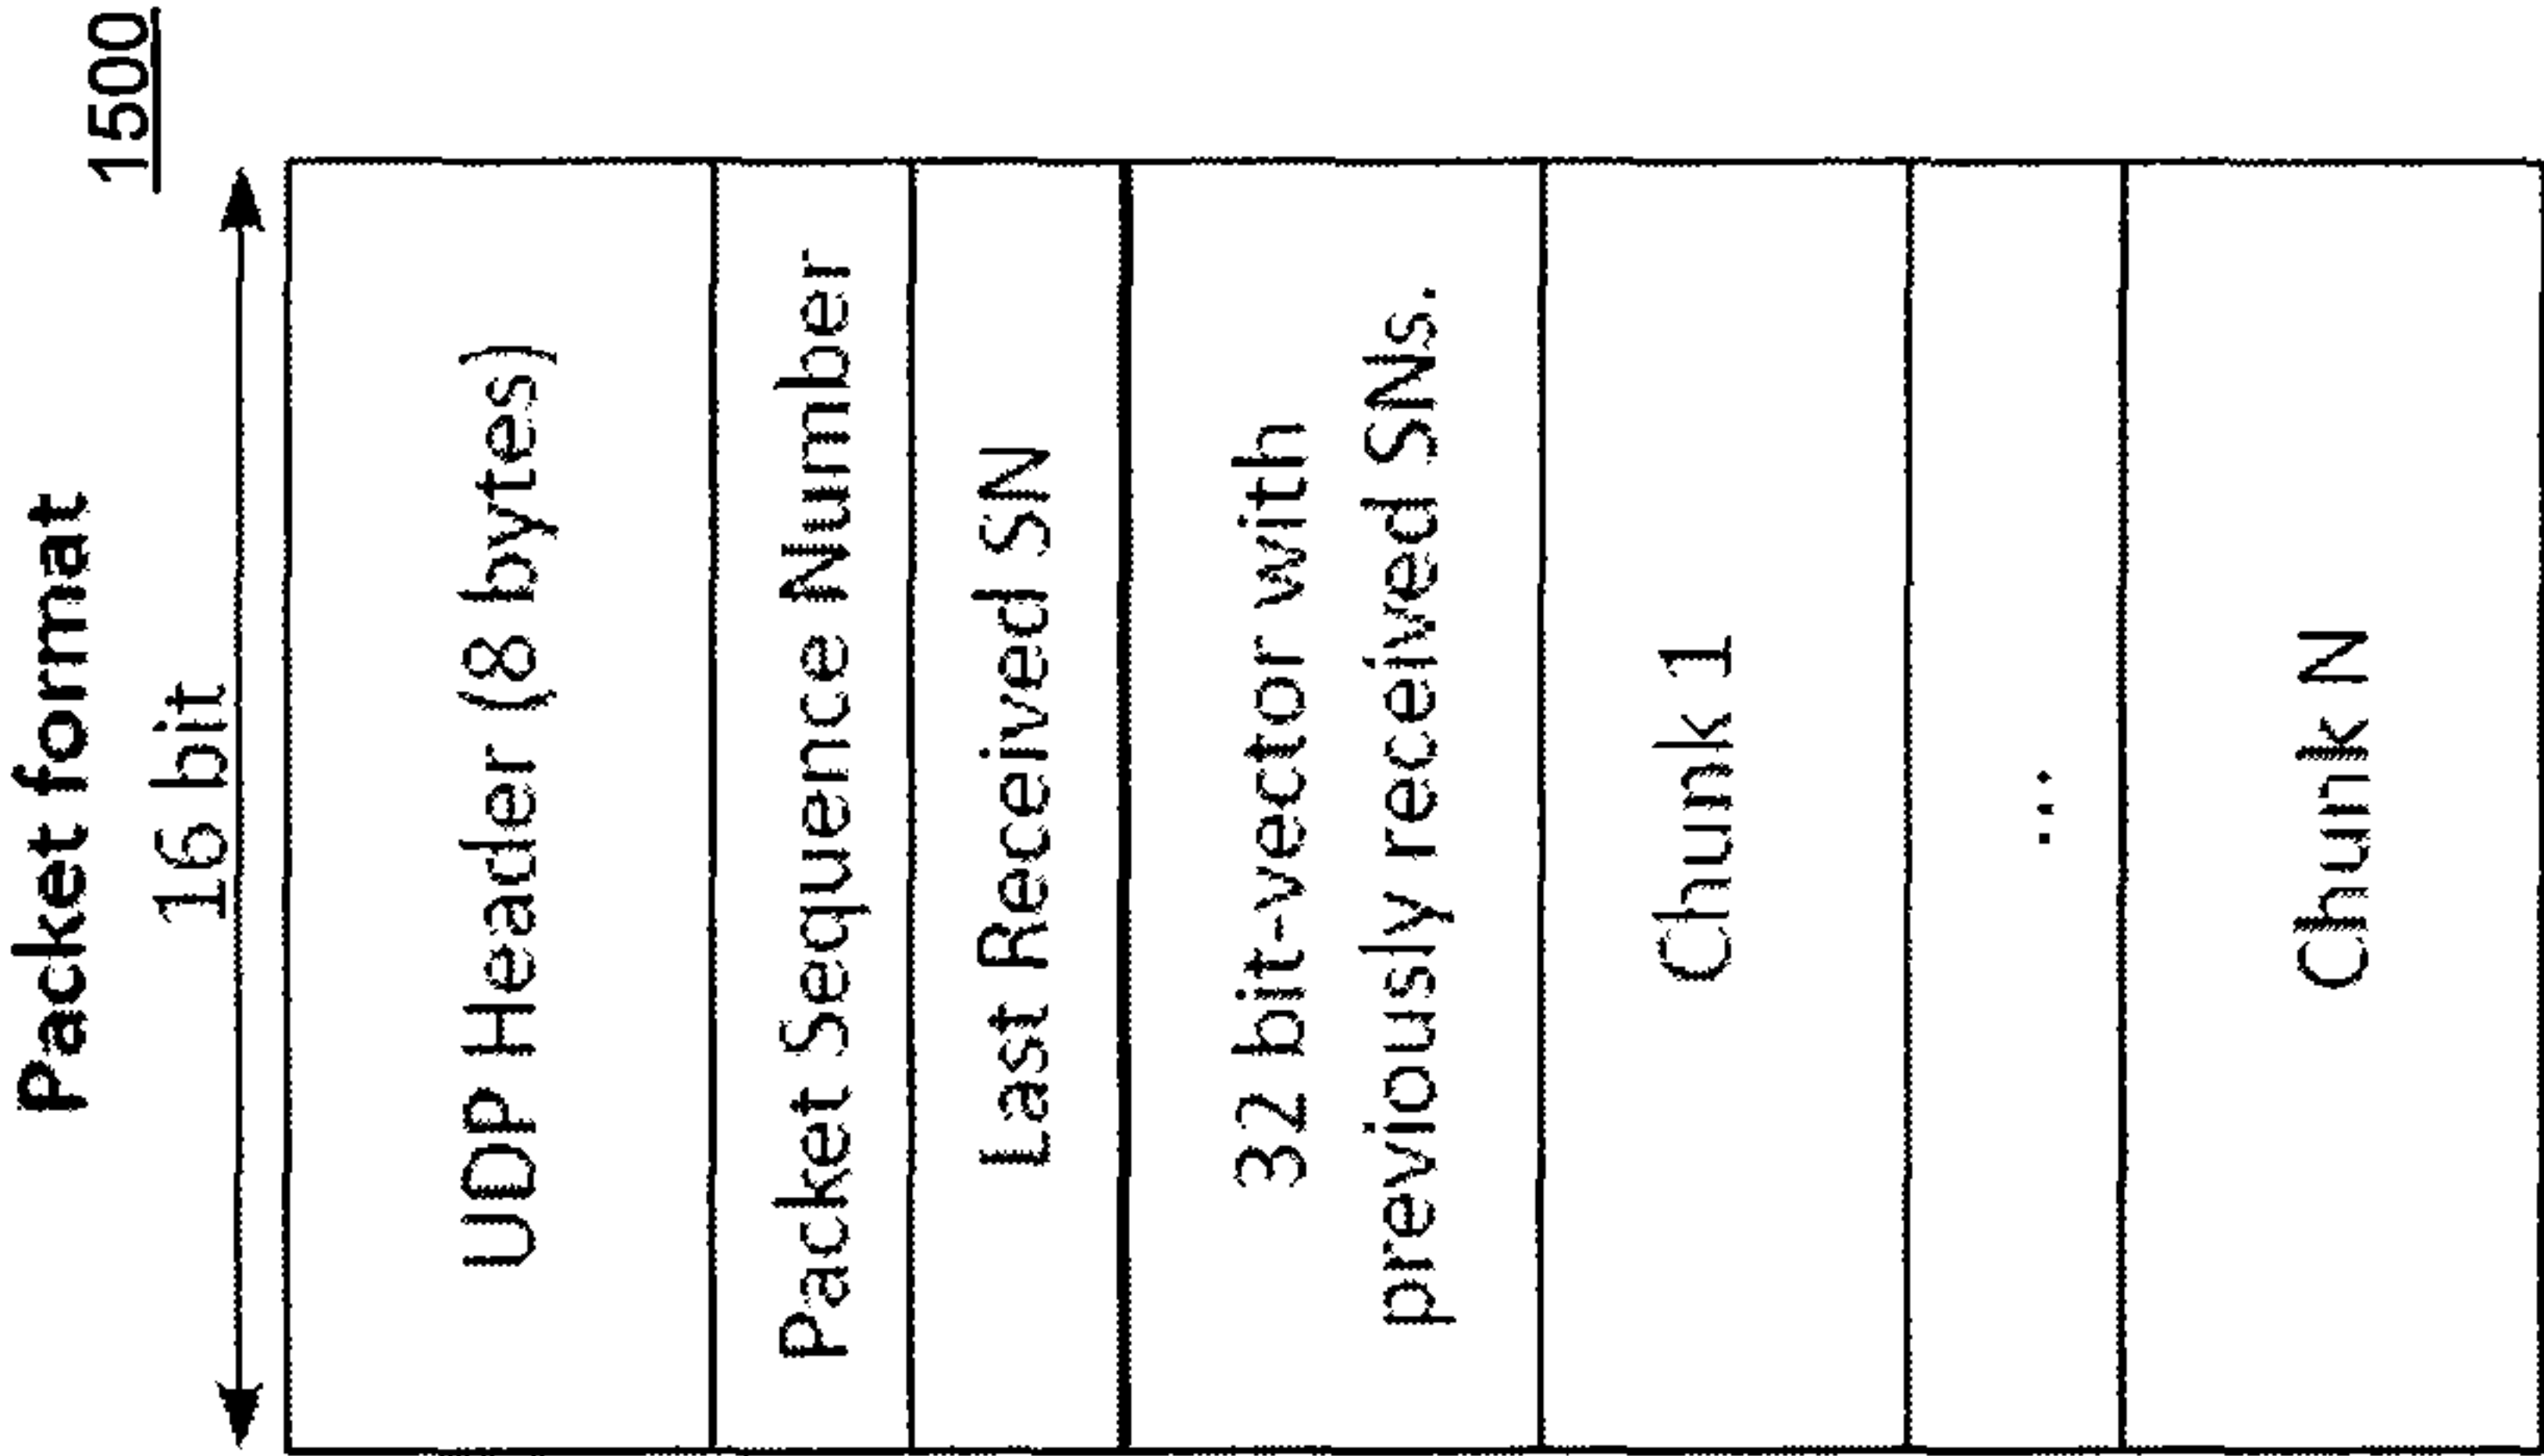 1500
Packet format
16 bit
UDP Header (8 bytes)
Packet Sequence Number
Last Received SN
32 bit-vector with
previously received SNs.
Chunk 1
...
Chunk N